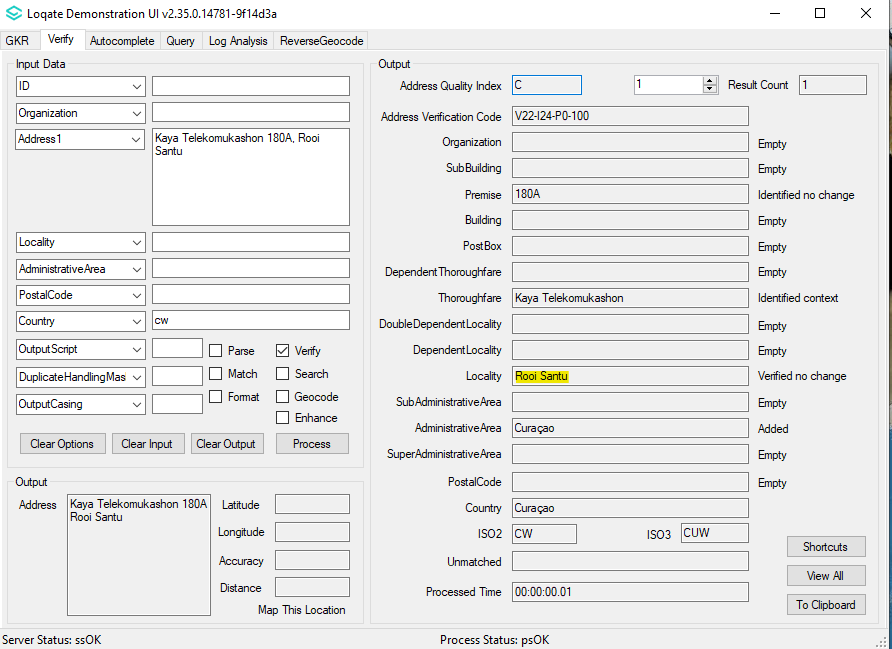 Loqate Demonstration UI v2.35.0.14781-9f14d3a
GKR Verify Autocomplete Query Log Analysis ReverseGeocode
Input Data
ID
Organization
Address1 Kaya Telekomukashon 180A, Rooi
Santu
Locality
AdministrativeArea
PostalCode
Country cw
OutputScript Parse Verify
DuplicateHandlingMas Match Search
OutputCasing Format Geocode
Enhance
Clear Options Clear Input Clear Output Process
Output
Address Kaya Telekomukashon 180A
Rooi Santu
Latitude
Longitude
Accuracy
Distance
Map This Location
Output
Address Quality Index C 1 Result Count 1
Address Verification Code V22-I24-P0-100
Organization Empty
SubBuilding Empty
Premise 180A Identified no change
Building Empty
PostBox Empty
DependentThoroughfare Empty
Thoroughfare Kaya Telekomukashon Identified context
DoubleDependentLocality Empty
DependentLocality Empty
Locality Rooi Santu Verified no change
SubAdministrativeArea Empty
AdministrativeArea Curaçao Added
SuperAdministrativeArea Empty
PostalCode Empty
Country Curaçao
ISO2 CW ISO3 CUW
Unmatched
Processed Time 00:00:00.01
Shortcuts
View All
To Clipboard
Server Status: ssOK Process Status: psOK